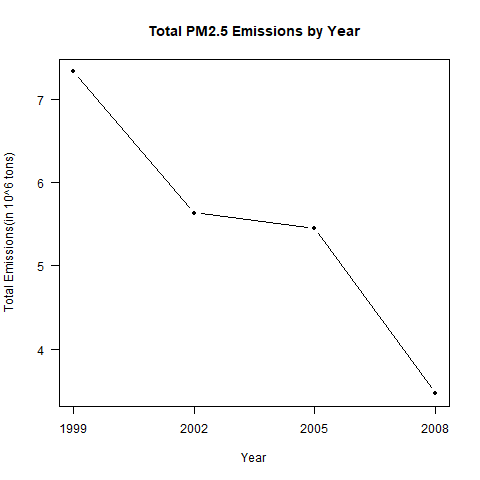 Total PM2.5 Emissions by Year
Total Emissions(in 10^6 tons)
7
6
5
4
1999 2002 2005 2008
Year